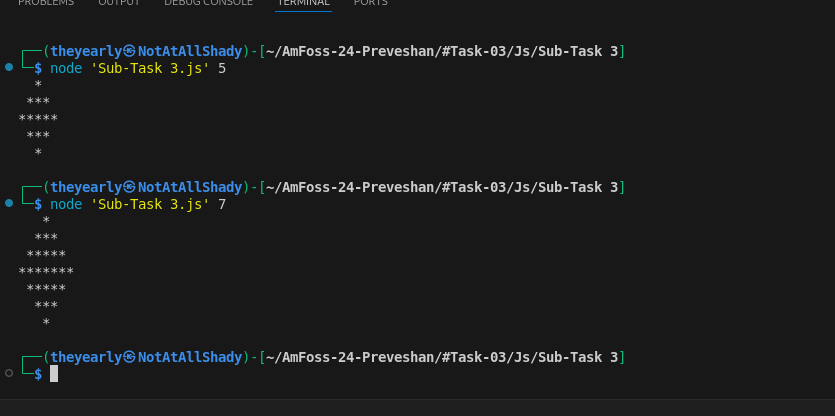 PROBLEMS OUTPUT DEBUG CONSOLE TERMINAL PORTS
┌──(theyearly㉿NotAtAllShady)-[~/AmFoss-24-Preveshan/#Task-03/Js/Sub-Task 3]
└─$ node 'Sub-Task 3.js' 5
  *
 ***
*****
 ***
  *
┌──(theyearly㉿NotAtAllShady)-[~/AmFoss-24-Preveshan/#Task-03/Js/Sub-Task 3]
└─$ node 'Sub-Task 3.js' 7
   *
  ***
 *****
*******
 *****
  ***
   *
┌──(theyearly㉿NotAtAllShady)-[~/AmFoss-24-Preveshan/#Task-03/Js/Sub-Task 3]
└─$